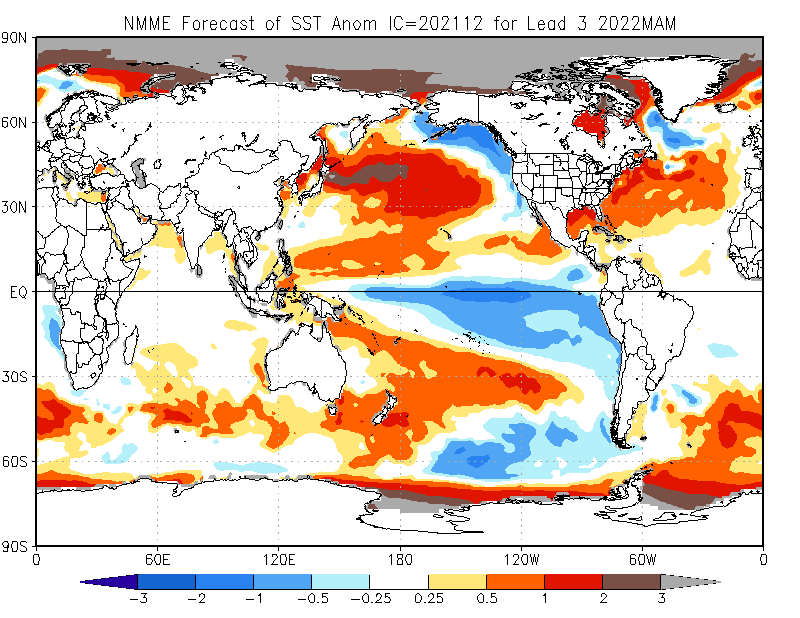 NMME Forecast of SST Anom IC=202112 for Lead 3 2022MAM
90N
60N
30N
EQ
30S
60S
90S
0 60E 120E 180 120W 60W 0
-3 -2 -1 -0.5 -0.25 0.25 0.5 1 2 3